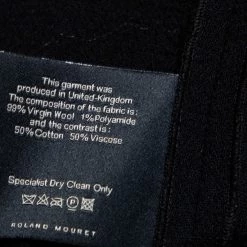 This garment was
produced in United-Kingdom
The composition of the fabric is :
99% Virgin Wool 1% Polyamide
and the contrast is :
50% Cotton 50% Viscose
Specialist Dry Clean Only
ROLAND MOURET